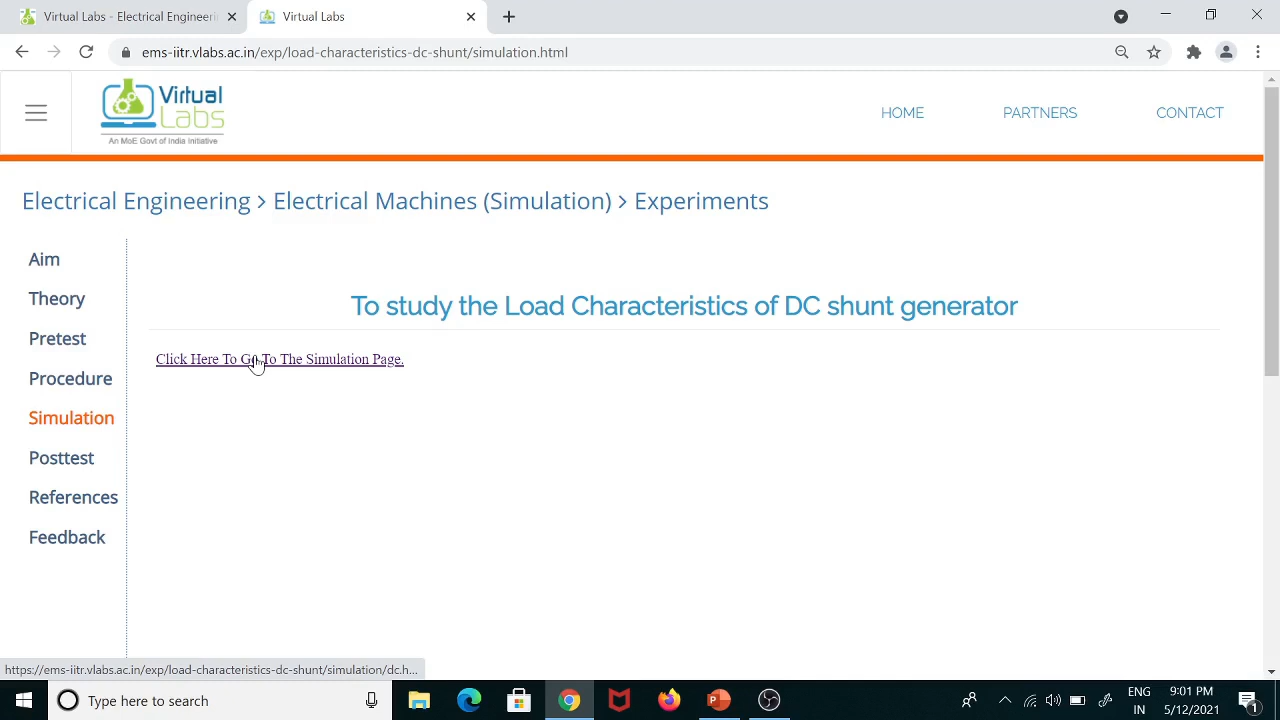 Virtual Labs - Electrical Engineeri
Virtual Labs
ems-iitr.vlabs.ac.in/exp/load-characteristics-dc-shunt/simulation.html
Virtual
Labs
An MoE Govt of India Initiative
HOME
PARTNERS
CONTACT
Electrical Engineering > Electrical Machines (Simulation) > Experiments
Aim
Theory
Pretest
Procedure
Simulation
Posttest
References
Feedback
To study the Load Characteristics of DC shunt generator
Click Here To Go To The Simulation Page.
https://ems-iitr.vlabs.ac.in/exp/load-characteristics-dc-shunt/simulation/dc.h...
Type here to search
ENG
IN
9:01 PM
5/12/2021
1